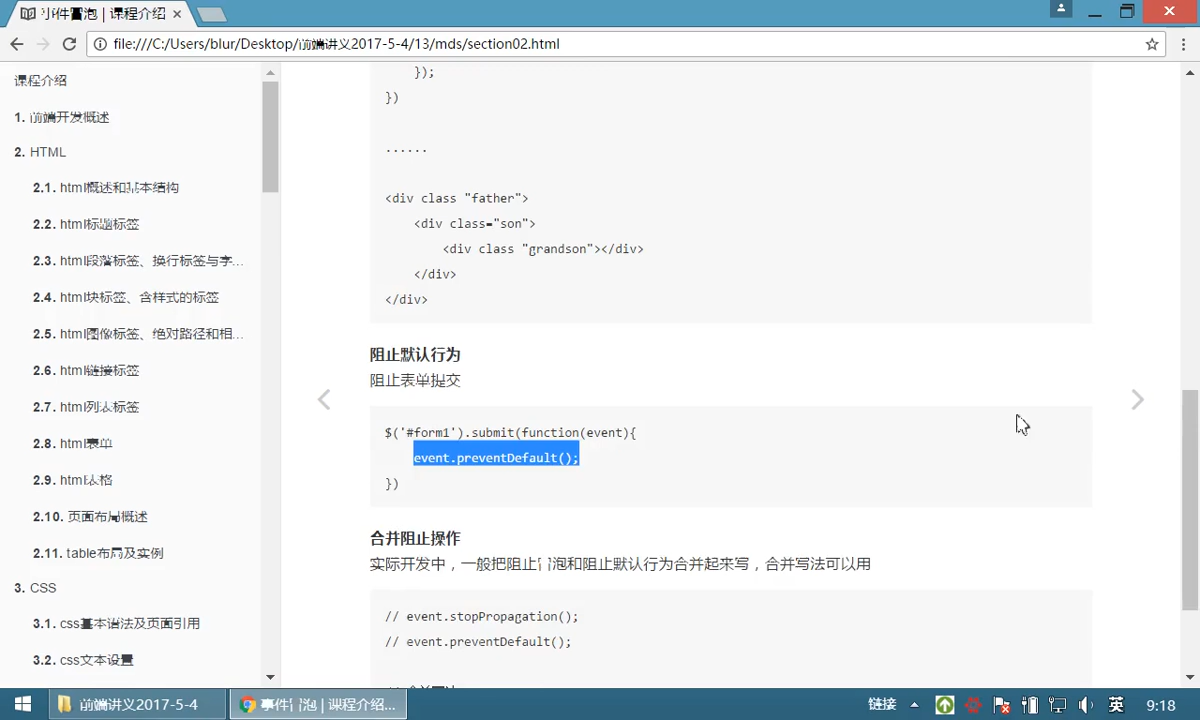 事件冒泡 | 课程介绍
file:///C:/Users/blur/Desktop/前端讲义2017-5-4/13/mds/section02.html
课程介绍
1. 前端开发概述
2. HTML
2.1. html概述和基本结构
2.2. html标题标签
2.3. html段落标签、换行标签与字...
2.4. html块标签、含样式的标签
2.5. html图像标签、绝对路径和相...
2.6. html链接标签
2.7. html列表标签
2.8. html表单
2.9. html表格
2.10. 页面布局概述
2.11. table布局及实例
3. CSS
3.1. css基本语法及页面引用
3.2. css文本设置
});
})
......
<div class "father">
<div class="son">
<div class "grandson"></div>
</div>
</div>
阻止默认行为
阻止表单提交
$('#form1').submit(function(event){
event.preventDefault();
})
合并阻止操作
实际开发中，一般把阻止冒泡和阻止默认行为合并起来写，合并写法可以用
// event.stopPropagation();
// event.preventDefault();
前端讲义2017-5-4
事件冒泡 | 课程介绍...
链接
英
9:18